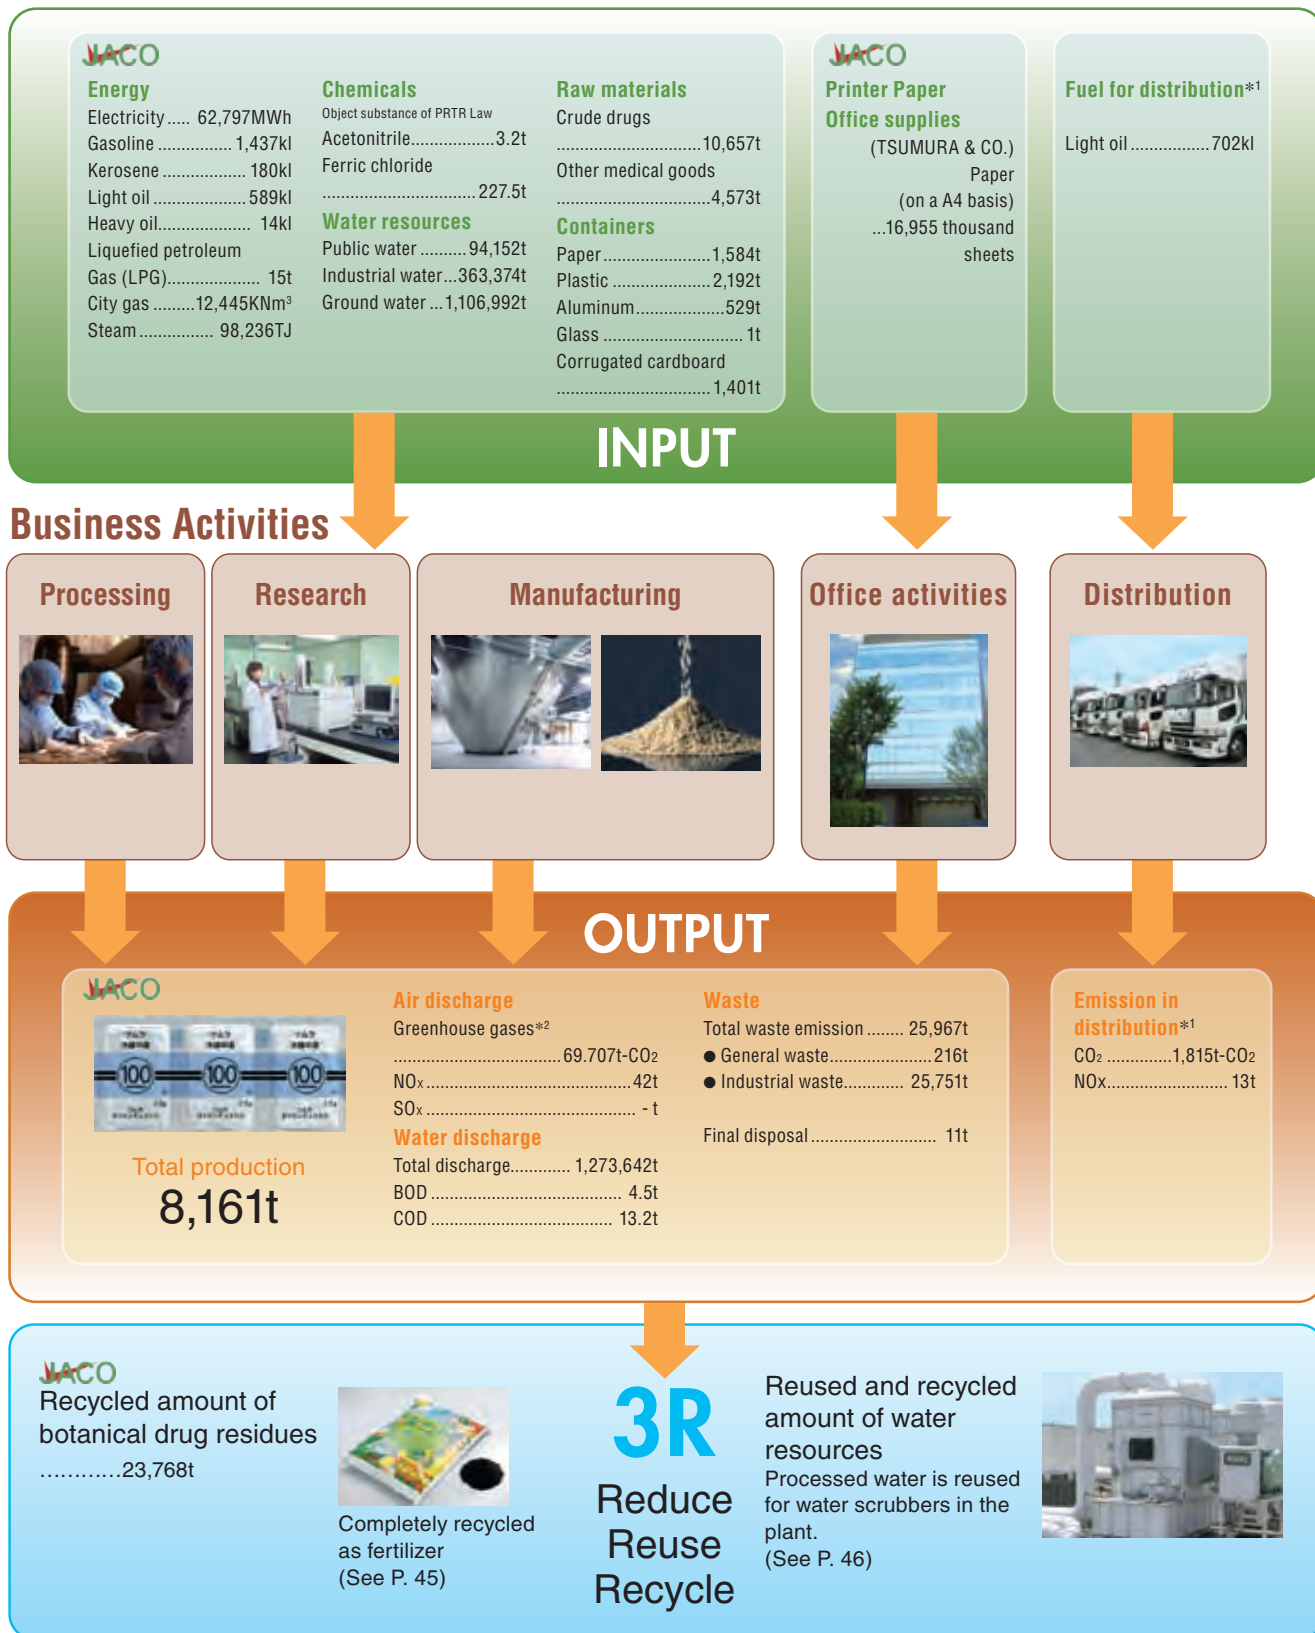 JACO
Energy
Electricity ..... 62,797MWh
Gasoline ................ 1,437kl
Kerosene .................. 180kl
Light oil .................... 589kl
Heavy oil.................... 14kl
Liquefied petroleum
Gas (LPG).................... 15t
City gas .........12,445KNm³
Steam ................ 98,236TJ
Chemicals
Object substance of PRTR Law
Acetonitrile..................3.2t
Ferric chloride
................................. 227.5t
Water resources
Public water .......... 94,152t
Industrial water...363,374t
Ground water ...1,106,992t
Raw materials
Crude drugs
...............................10,657t
Other medical goods
.................................4,573t
Containers
Paper .......................1,584t
Plastic ......................2,192t
Aluminum...................529t
Glass .............................. 1t
Corrugated cardboard
................................. 1,401t
JACO
Printer Paper
Office supplies
(TSUMURA & CO.)
Paper
(on a A4 basis)
...16,955 thousand
sheets
Fuel for distribution*1
Light oil .................702kl
INPUT
Business Activities
Processing
Research
Manufacturing
Office activities
Distribution
OUTPUT
JACO
100
100
100
Total production
8,161t
Air discharge
Greenhouse gases*2
....................................69.707t-CO₂
NOx ............................................42t
SOx ............................................. - t
Water discharge
Total discharge............. 1,273,642t
BOD ......................................... 4.5t
COD ....................................... 13.2t
Waste
Total waste emission ........ 25,967t
● General waste......................216t
● Industrial waste............. 25,751t
Final disposal ........................... 11t
Emission in
distribution*1
CO₂ ..............1,815t-CO₂
NOx.......................... 13t
JACO
Recycled amount of
botanical drug residues
............23,768t
Completely recycled
as fertilizer
(See P. 45)
3R
Reduce
Reuse
Recycle
Reused and recycled
amount of water
resources
Processed water is reused
for water scrubbers in the
plant.
(See P. 46)